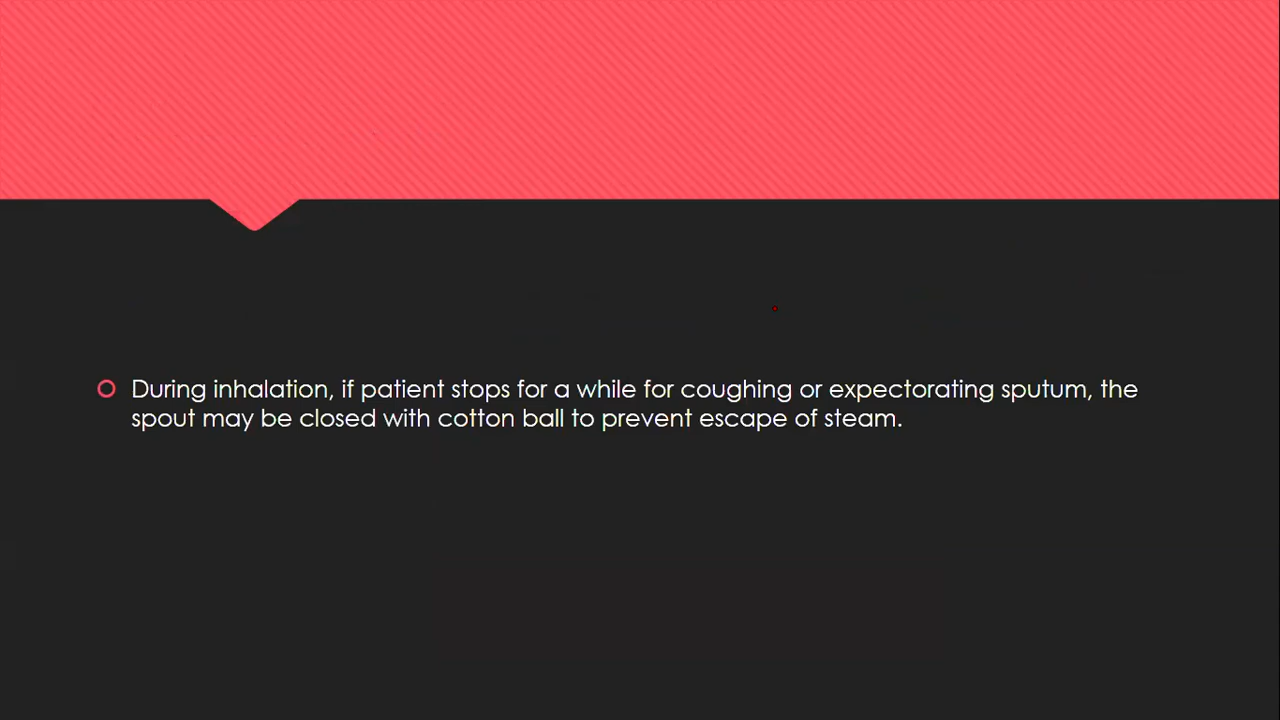 During inhalation, if patient stops for a while for coughing or expectorating sputum, the
spout may be closed with cotton ball to prevent escape of steam.